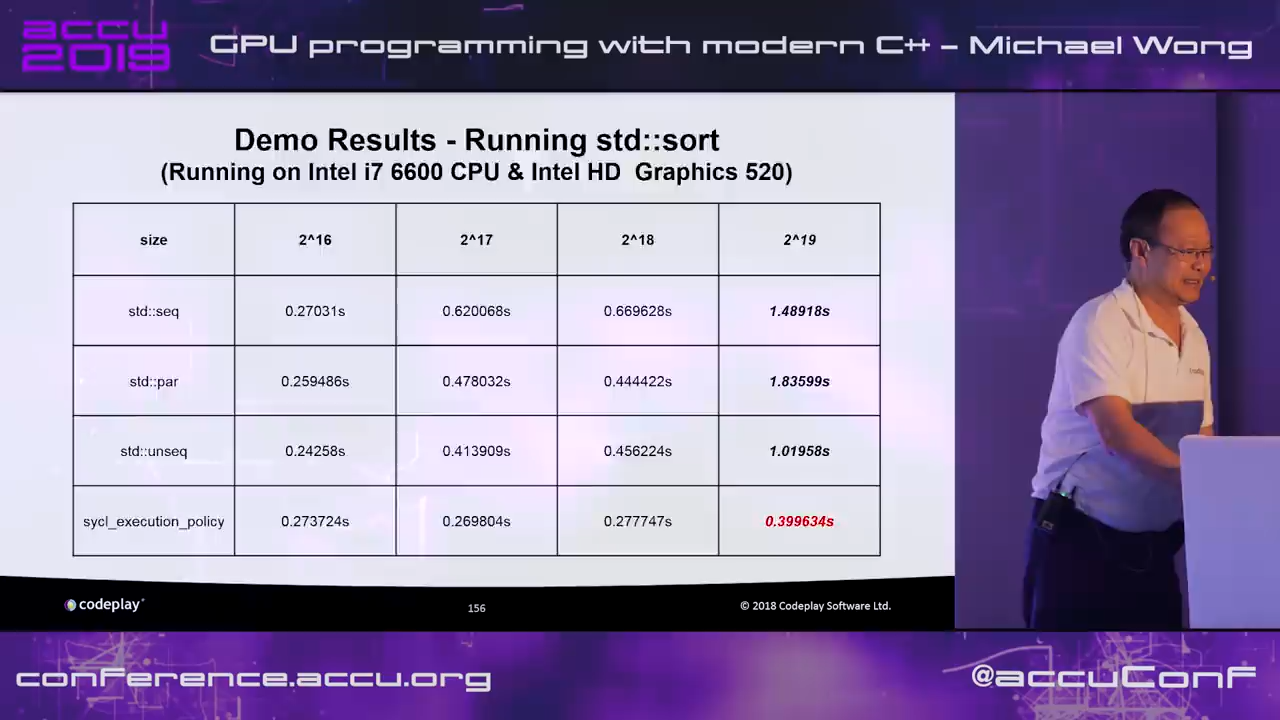 accu
2019
GPU programming with modern C++ - Michael Wong
Demo Results - Running std::sort
(Running on Intel i7 6600 CPU & Intel HD Graphics 520)
size 2^16 2^17 2^18 2^19
std::seq 0.27031s 0.620068s 0.669628s 1.48918s
std::par 0.259486s 0.478032s 0.444422s 1.83599s
std::unseq 0.24258s 0.413909s 0.456224s 1.01958s
sycl_execution_policy 0.273724s 0.269804s 0.277747s 0.399634s
codeplay
156
© 2018 Codeplay Software Ltd.
conference.accu.org
@accuConf